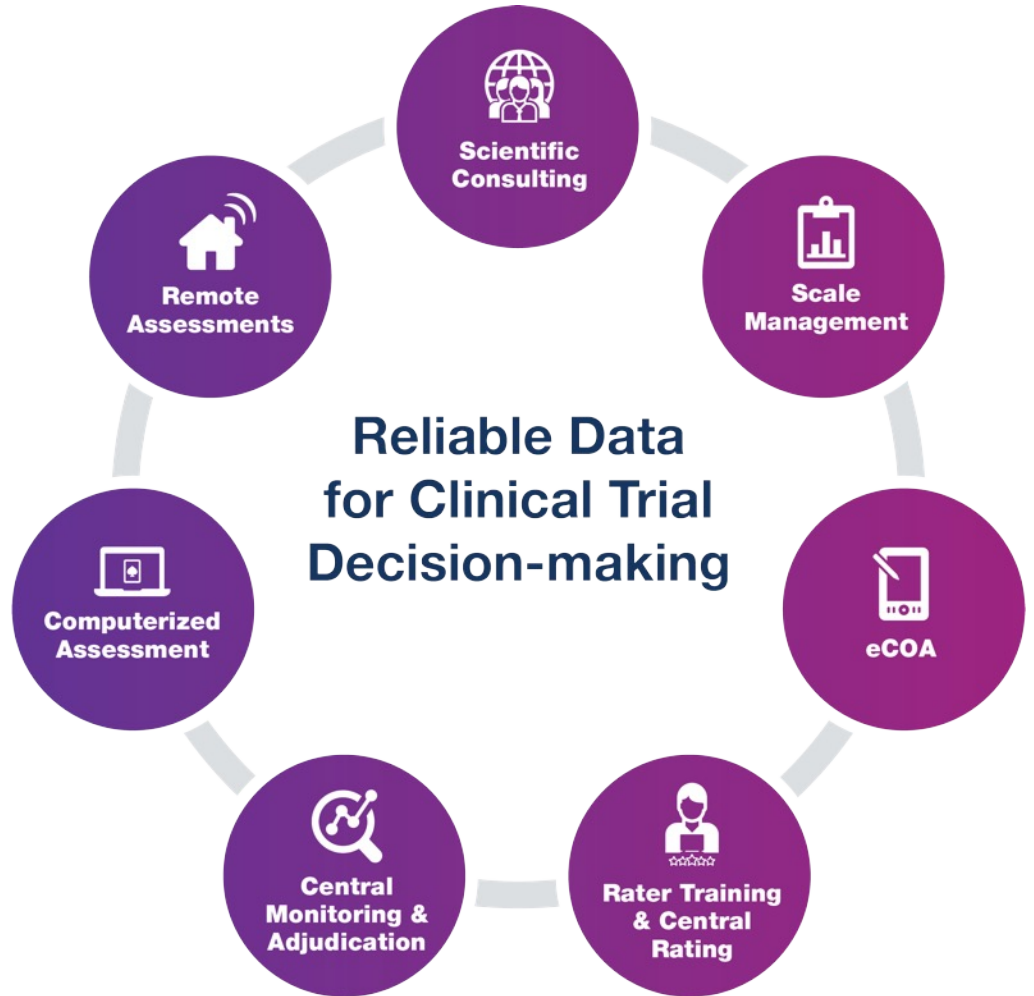 Scientific
Consulting
Scale
Management
eCOA
Rater Training
& Central
Rating
Central
Monitoring &
Adjudication
Computerized
Assessment
Remote
Assessments
Reliable Data
for Clinical Trial
Decision-making